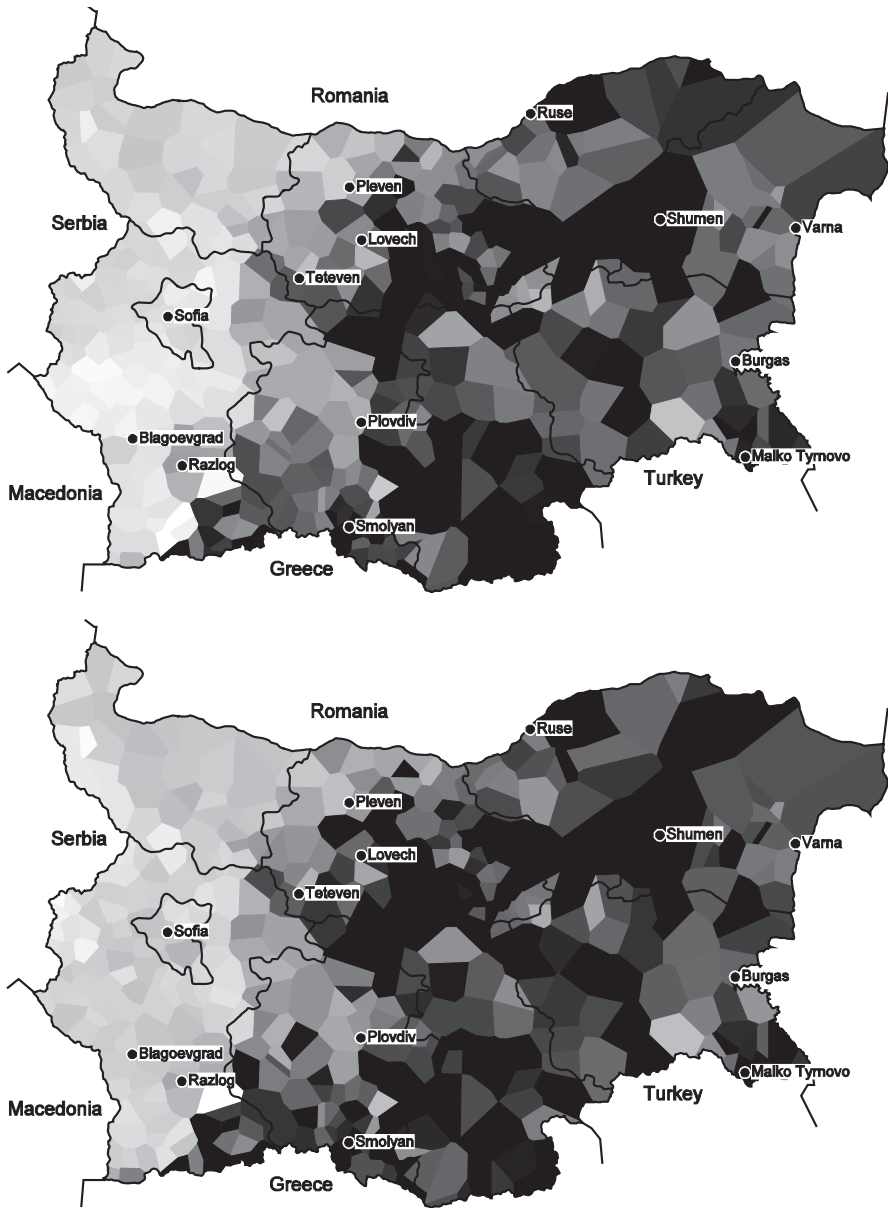 Romania
Ruse
Pleven
Serbia
Shumen
Varna
Lovech
Teteven
Sofia
Burgas
Plovdiv
Blagoevgrad
Razlog
Malko Tyrnovo
Turkey
Macedonia
Smolyan
Greece
Romania
Ruse
Pleven
Serbia
Shumen
Varna
Lovech
Teteven
Sofia
Burgas
Plovdiv
Blagoevgrad
Razlog
Malko Tyrnovo
Turkey
Macedonia
Smolyan
Greece